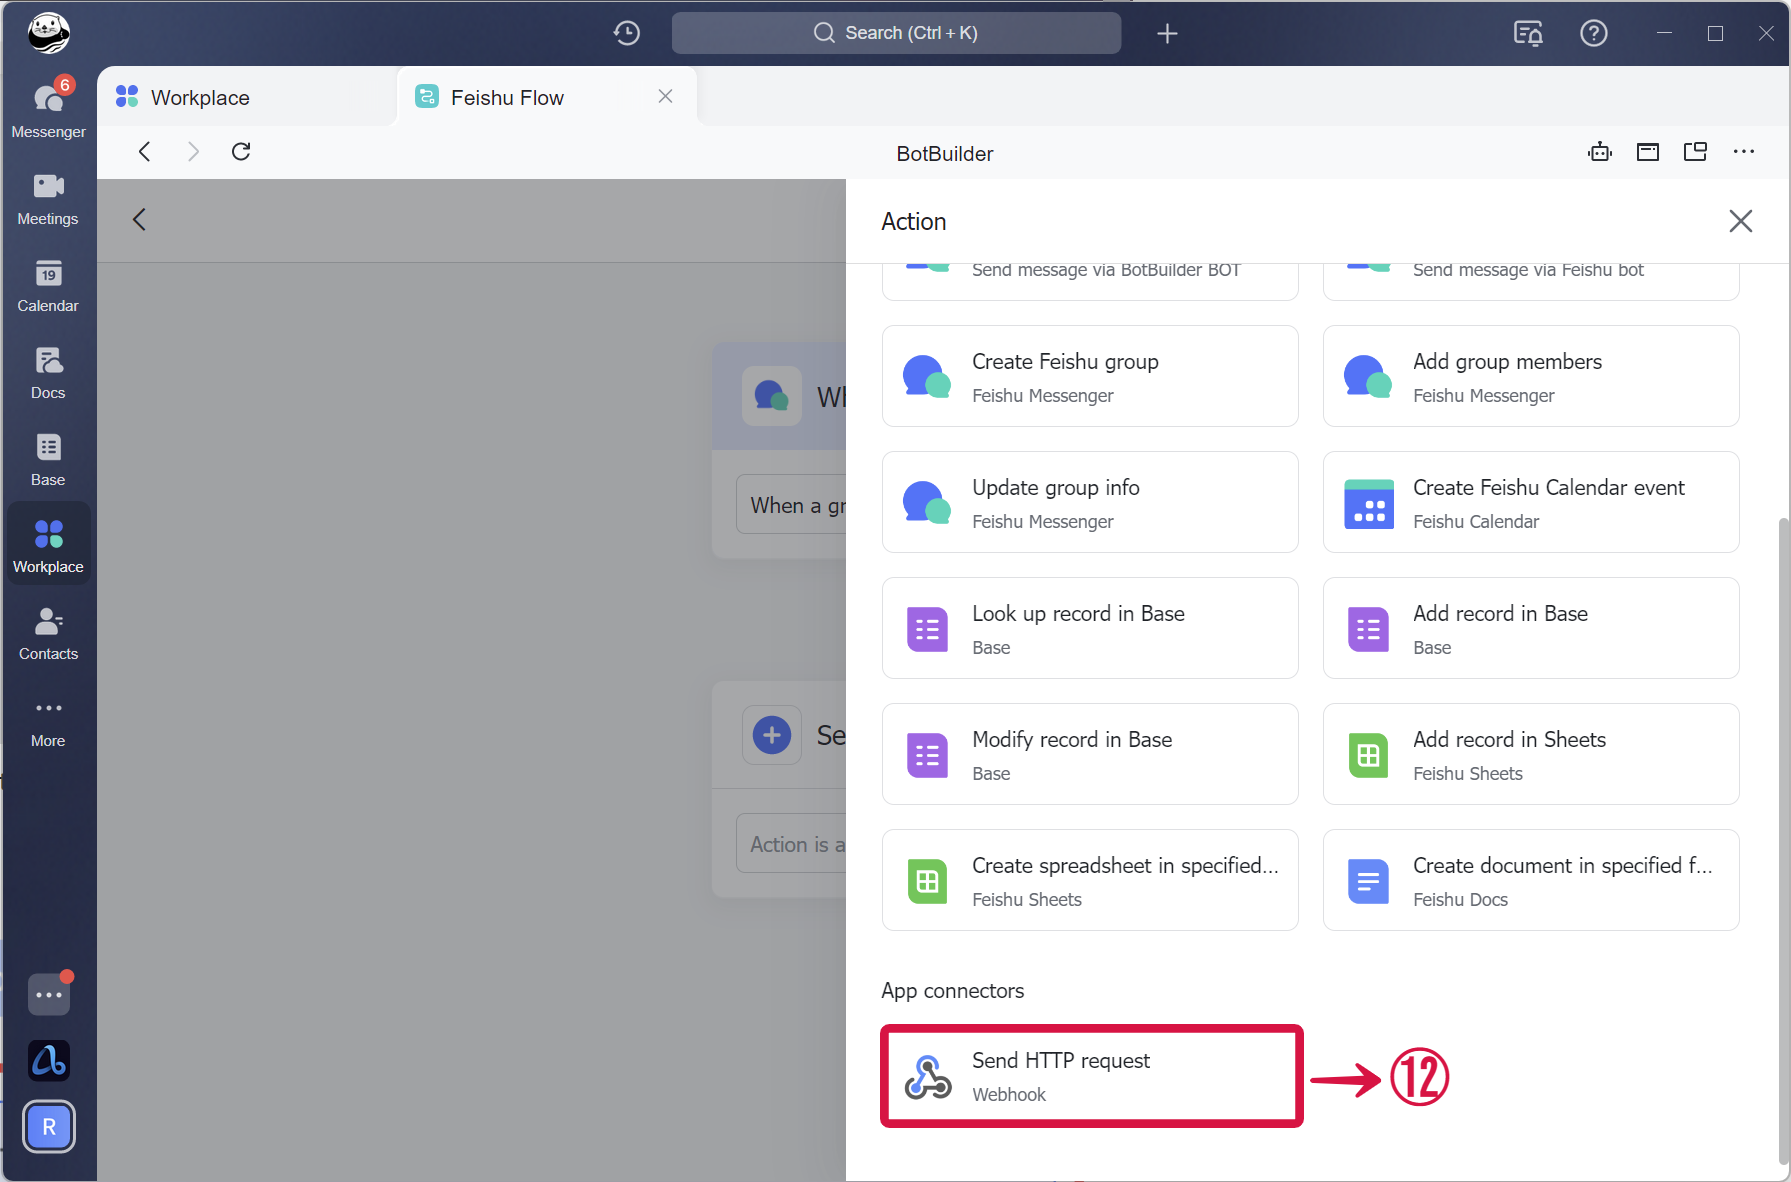 Search (Ctrl + K)
6
Messenger
Meetings
19
Calendar
Docs
Base
Workplace
Contacts
More
R
Workplace
Feishu Flow
BotBuilder
Wh
When a gr
Se
Action is a
Action
Send message via BotBuilder BOT
Send message via Feishu bot
Create Feishu group
Feishu Messenger
Add group members
Feishu Messenger
Update group info
Feishu Messenger
Create Feishu Calendar event
Feishu Calendar
Look up record in Base
Base
Add record in Base
Base
Modify record in Base
Base
Add record in Sheets
Feishu Sheets
Create spreadsheet in specified...
Feishu Sheets
Create document in specified f...
Feishu Docs
App connectors
Send HTTP request
Webhook
⑫